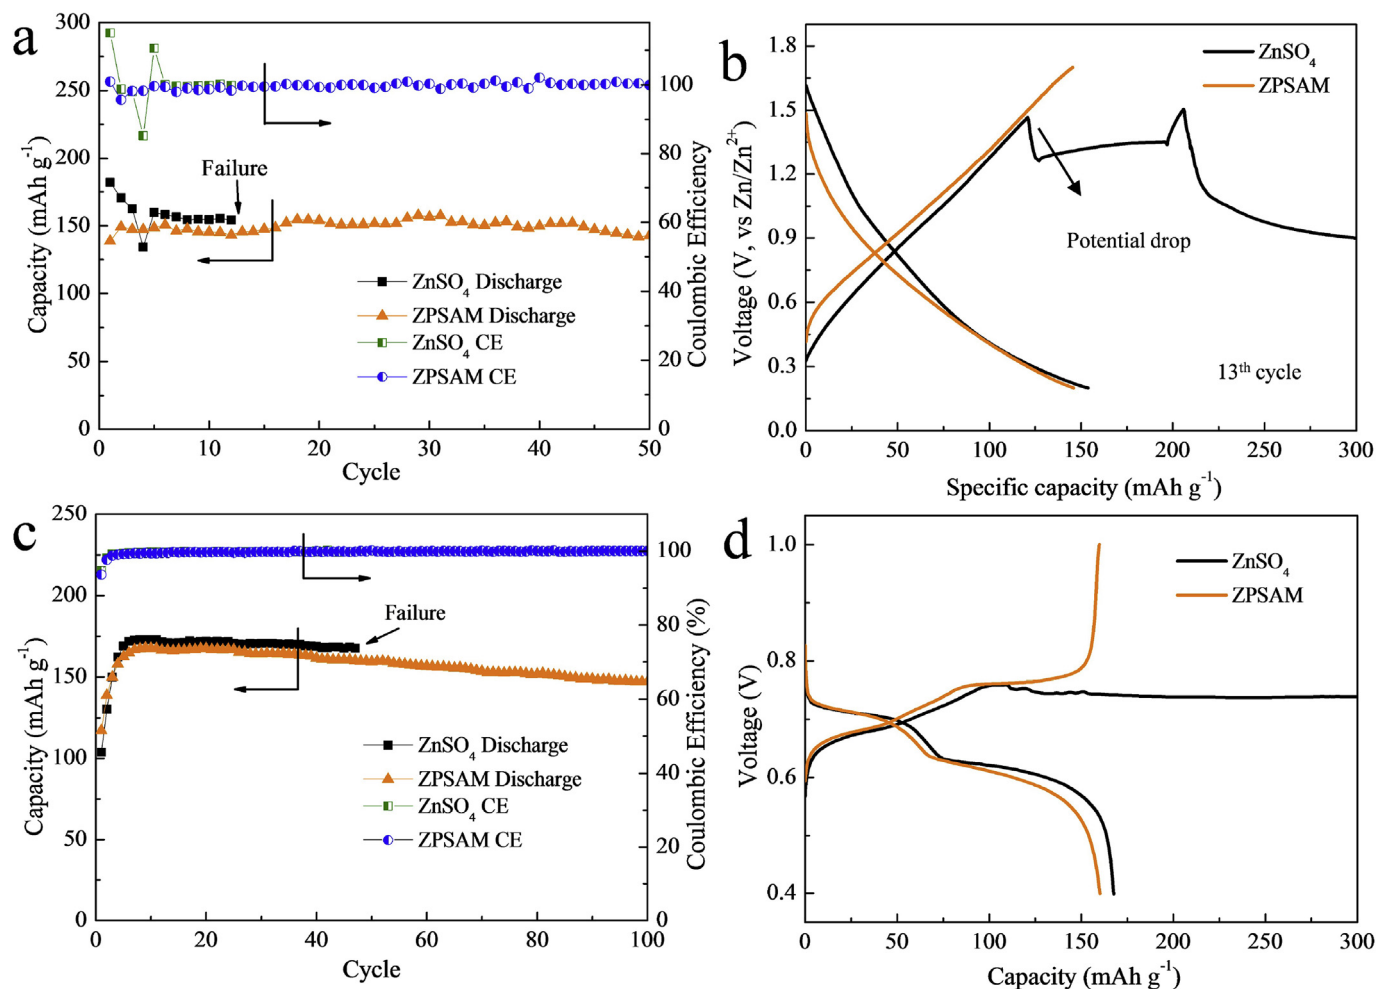 a
300
250
200
150
100
50
0
Capacity (mAh g⁻¹)
0
10
20
30
40
50
Cycle
100
80
60
40
20
0
Coulombic Efficiency
Failure
ZnSO₄ Discharge
ZPSAM Discharge
ZnSO₄ CE
ZPSAM CE
b
1.8
1.5
1.2
0.9
0.6
0.3
0.0
Voltage (V, vs Zn/Zn²⁺)
0
50
100
150
200
250
300
Specific capacity (mAh g⁻¹)
ZnSO₄
ZPSAM
Potential drop
13ᵗʰ cycle
c
250
200
150
100
50
0
Capacity (mAh g⁻¹)
0
20
40
60
80
100
Cycle
100
80
60
40
20
0
Coulombic Efficiency (%)
Failure
ZnSO₄ Discharge
ZPSAM Discharge
ZnSO₄ CE
ZPSAM CE
d
1.0
0.8
0.6
0.4
Voltage (V)
0
50
100
150
200
250
300
Capacity (mAh g⁻¹)
ZnSO₄
ZPSAM